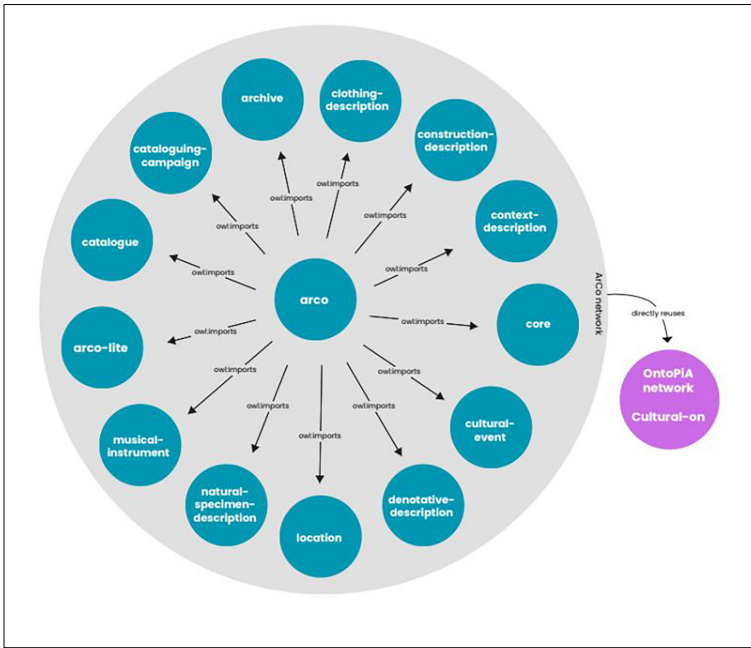 archive
clothing-
description
construction-
description
cataloguing-
campaign
context-
description
catalogue
core
arco-lite
cultural-
event
musical-
instrument
denotative-
description
natural-
specimen-
description
location
arco
owl:imports
owl:imports
owl:imports
owl:imports
owl:imports
owl:imports
owl:imports
owl:imports
owl:imports
owl:imports
owl:imports
owl:imports
owl:imports
ArCo network
directly reuses
OntoPiA
network
Cultural-on